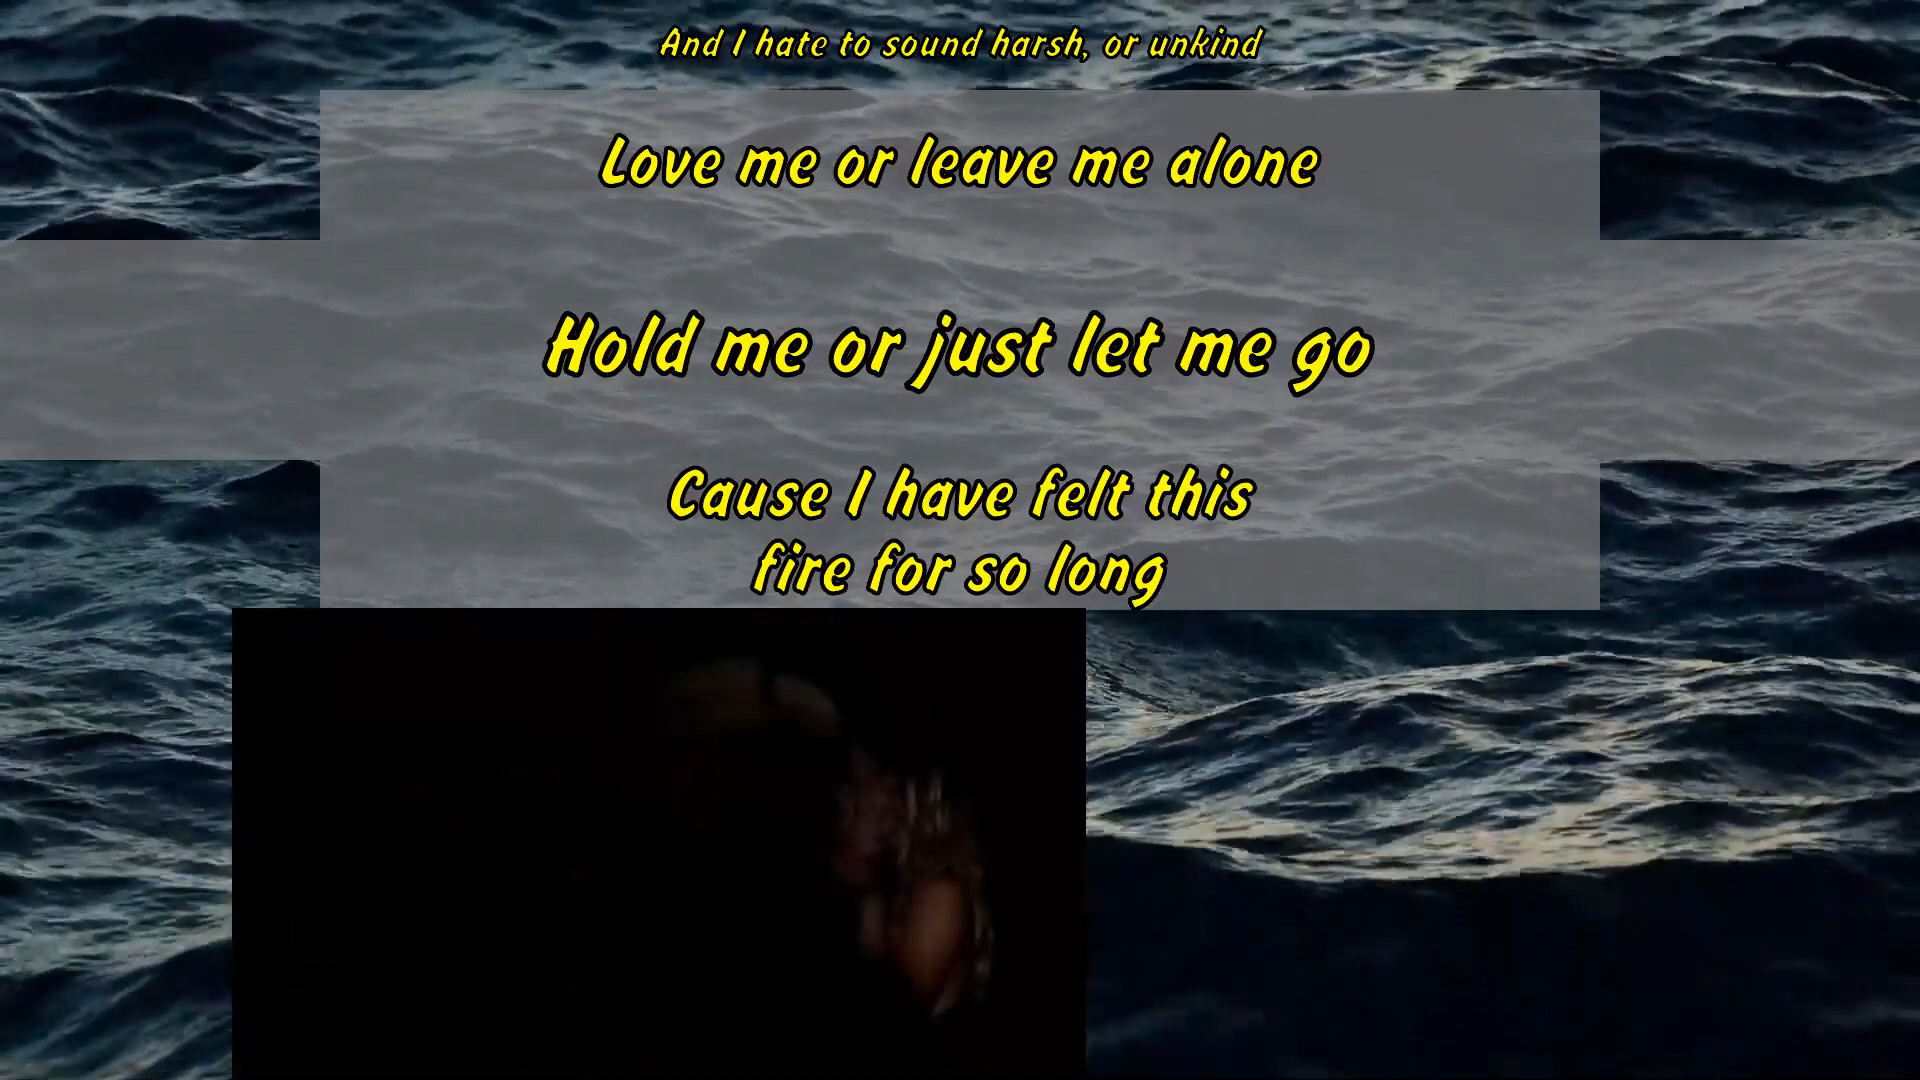 And I hate to sound harsh, or unkind
Love me or leave me alone
Hold me or just let me go
Cause I have felt this
fire for so long